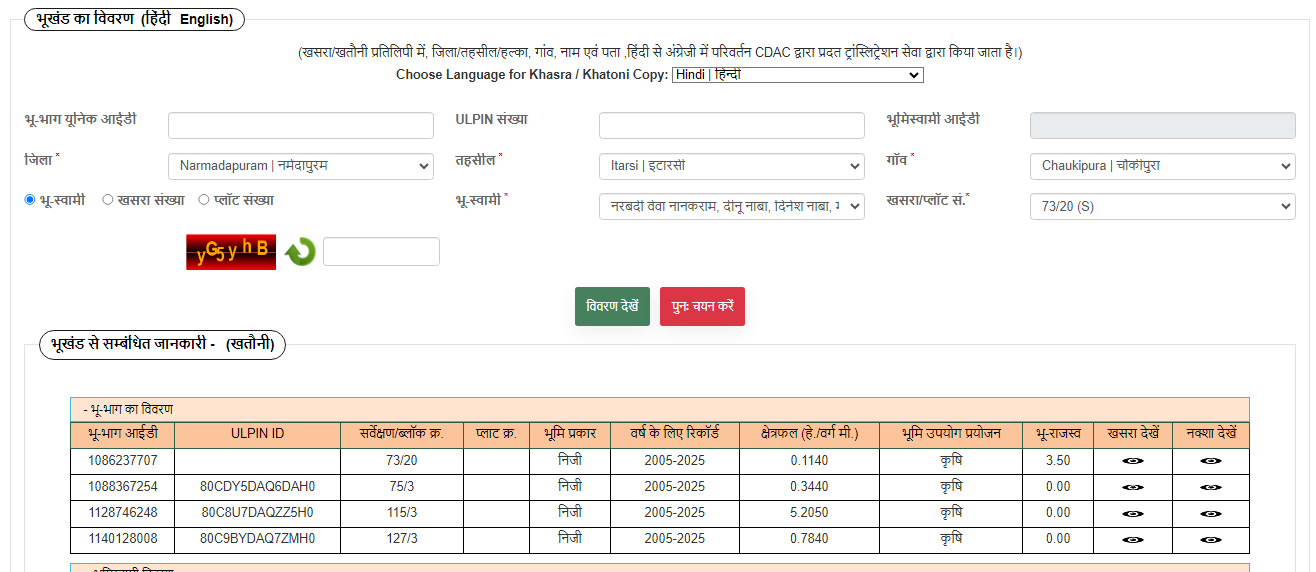 भूखंड का विवरण (हिंदी English)
(खसरा/खतौनी प्रतिलिपी में, जिला/तहसील/हल्का, गांव, नाम एवं पता ,हिंदी से अंग्रेजी में परिवर्तन CDAC द्वारा प्रदत ट्रांस्लिट्रेशन सेवा द्वारा किया जाता है।)
Choose Language for Khasra / Khatoni Copy: Hindi | हिन्दी
भू-भाग यूनिक आईडी ULPIN संख्या भूमिस्वामी आईडी
जिला * Narmadapuram | नर्मदापुरम तहसील * Itarsi | इटारसी गाँव * Chaukipura | चौकीपुरा
भू-स्वामी खसरा संख्या प्लॉट संख्या भू-स्वामी * नरबदी वेवा नानकराम, दीनू नाबा, दिनेश नाबा, खसरा/प्लॉट सं.* 73/20 (S)
yG5yhB
विवरण देखें पुनः चयन करें
भूखंड से सम्बंधित जानकारी - (खतौनी)
- भू-भाग का विवरण
भू-भाग आईडी ULPIN ID सर्वेक्षण/ब्लॉक क्र. प्लाट क्र. भूमि प्रकार वर्ष के लिए रिकॉर्ड क्षेत्रफल (हे./वर्ग मी.) भूमि उपयोग प्रयोजन भू-राजस्व खसरा देखें नक्शा देखें
1086237707 73/20 निजी 2005-2025 0.1140 कृषि 3.50
1088367254 80CDY5DAQ6DAH0 75/3 निजी 2005-2025 0.3440 कृषि 0.00
1128746248 80C8U7DAQZZ5H0 115/3 निजी 2005-2025 5.2050 कृषि 0.00
1140128008 80C9BYDAQ7ZMH0 127/3 निजी 2005-2025 0.7840 कृषि 0.00